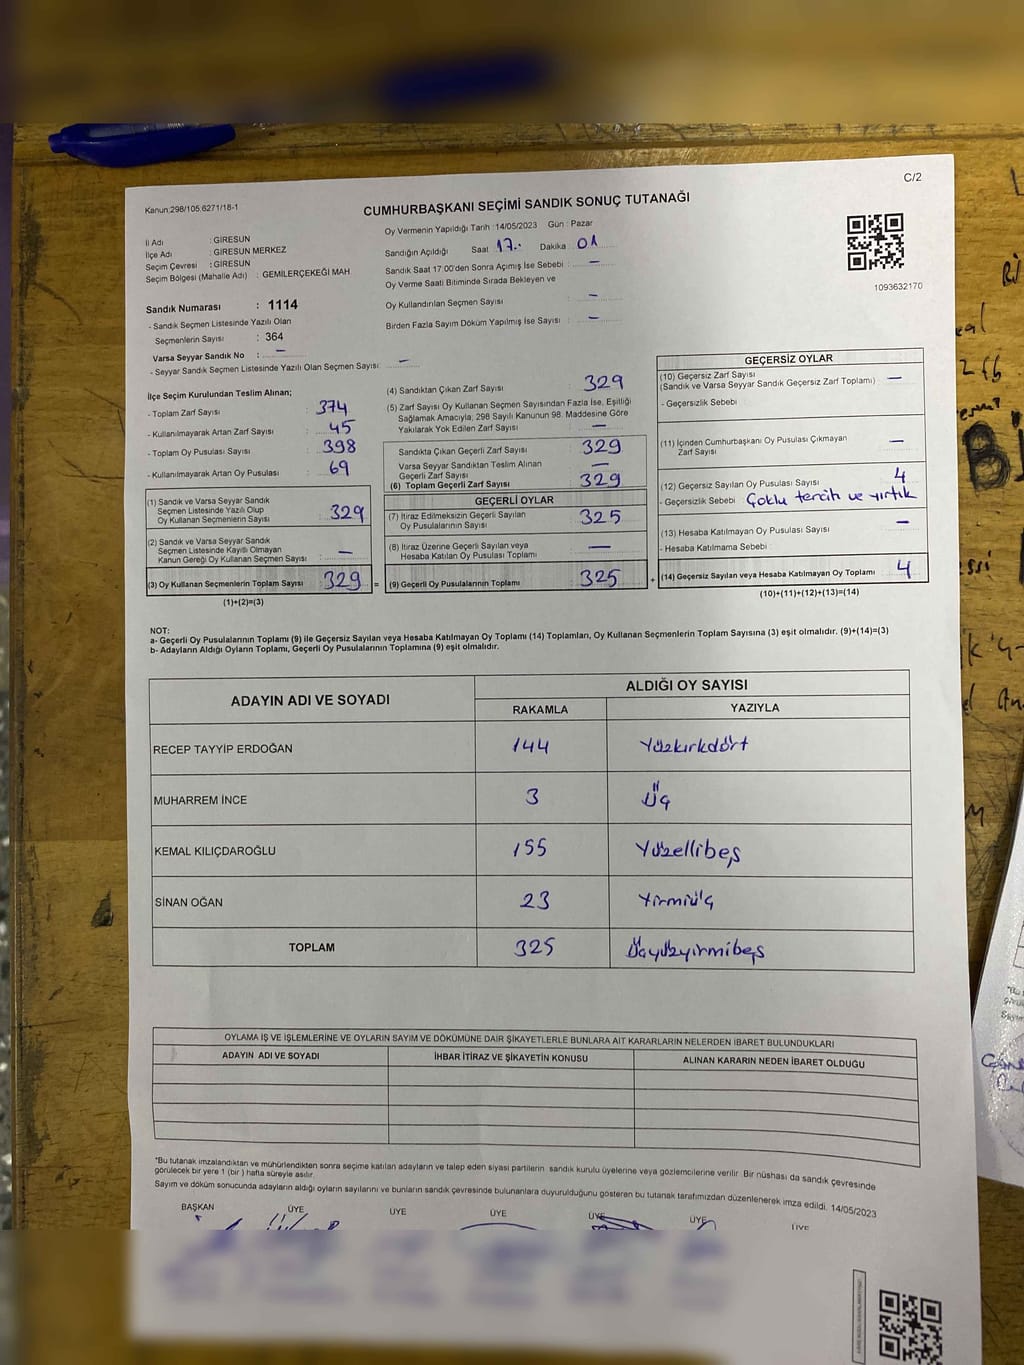 C/2
Kanun:298/105;6271/18-1
CUMHURBAŞKANI SEÇİMİ SANDIK SONUÇ TUTANAĞI
İl Adı : GİRESUN
İlçe Adı : GİRESUN MERKEZ
Seçim Çevresi : GİRESUN
Seçim Bölgesi (Mahalle Adı) : GEMİLERÇEKEĞİ MAH
Sandık Numarası : 1114
- Sandık Seçmen Listesinde Yazılı Olan
Seçmenlerin Sayısı : 364
Varsa Seyyar Sandık No : —
- Seyyar Sandık Seçmen Listesinde Yazılı Olan Seçmen Sayısı: —
Oy Vermenin Yapıldığı Tarih :14/05/2023 Gün : Pazar
Sandığın Açıldığı Saat 17.. Dakika 01
Sandık Saat 17:00'den Sonra Açımış İse Sebebi : —
Oy Verme Saati Bitiminde Sırada Bekleyen ve
Oy Kullandırılan Seçmen Sayısı : —
Birden Fazla Sayım Döküm Yapılmış İse Sayısı : —
1093632170
İlçe Seçim Kurulundan Teslim Alınan;
- Toplam Zarf Sayısı : 374
- Kullanılmayarak Artan Zarf Sayısı : 45
- Toplam Oy Pusulası Sayısı : 398
- Kullanılmayarak Artan Oy Pusulası : 69
(1) Sandık ve Varsa Seyyar Sandık
Seçmen Listesinde Yazılı Olup
Oy Kullanan Seçmenlerin Sayısı : 329
(2) Sandık ve Varsa Seyyar Sandık
Seçmen Listesinde Kayıtlı Olmayan
Kanun Gereği Oy Kullanan Seçmen Sayısı : —
(3) Oy Kullanan Seçmenlerin Toplam Sayısı 329 =
(1)+(2)=(3)
(4) Sandıktan Çıkan Zarf Sayısı : 329
(5) Zarf Sayısı Oy Kullanan Seçmen Sayısından Fazla İse, Eşitliği
Sağlamak Amacıyla; 298 Sayılı Kanunun 98. Maddesine Göre
Yakılarak Yok Edilen Zarf Sayısı : —
Sandıkta Çıkan Geçerli Zarf Sayısı : 329
Varsa Seyyar Sandıktan Teslim Alınan
Geçerli Zarf Sayısı : —
(6) Toplam Geçerli Zarf Sayısı : 329
GEÇERLİ OYLAR
(7) İtiraz Edilmeksizin Geçerli Sayılan
Oy Pusulalarının Sayısı : 325
(8) İtiraz Üzerine Geçerli Sayılan veya
Hesaba Katılan Oy Pusulası Toplamı : —
(9) Geçerli Oy Pusulalarının Toplamı : 325 +
GEÇERSİZ OYLAR
(10) Geçersiz Zarf Sayısı
(Sandık ve Varsa Seyyar Sandık Geçersiz Zarf Toplamı) : —
- Geçersizlik Sebebi :
(11) İçinden Cumhurbaşkanı Oy Pusulası Çıkmayan
Zarf Sayısı : —
(12) Geçersiz Sayılan Oy Pusulası Sayısı : 4
- Geçersizlik Sebebi : Çoklu tercih ve yırtık
(13) Hesaba Katılmayan Oy Pusulası Sayısı : —
- Hesaba Katılmama Sebebi :
(14) Geçersiz Sayılan veya Hesaba Katılmayan Oy Toplamı : 4
(10)+(11)+(12)+(13)=(14)
NOT:
a- Geçerli Oy Pusulalarının Toplamı (9) ile Geçersiz Sayılan veya Hesaba Katılmayan Oy Toplamı (14) Toplamları, Oy Kullanan Seçmenlerin Toplam Sayısına (3) eşit olmalıdır. (9)+(14)=(3)
b- Adayların Aldığı Oyların Toplamı, Geçerli Oy Pusulalarının Toplamına (9) eşit olmalıdır.
ADAYIN ADI VE SOYADI
ALDIĞI OY SAYISI
RAKAMLA YAZIYLA
RECEP TAYYİP ERDOĞAN 144 Yüzkırkdört
MUHARREM İNCE 3 Üç
KEMAL KILIÇDAROĞLU 155 Yüzellibeş
SİNAN OĞAN 23 Yirmiüç
TOPLAM 325 Üçyüzyirmibeş
OYLAMA İŞ VE İŞLEMLERİNE VE OYLARIN SAYIM VE DÖKÜMÜNE DAİR ŞİKAYETLERLE BUNLARA AİT KARARLARIN NELERDEN İBARET BULUNDUKLARI
ADAYIN ADI VE SOYADI İHBAR İTİRAZ VE ŞİKAYETİN KONUSU ALINAN KARARIN NEDEN İBARET OLDUĞU
"Bu tutanak imzalandıktan ve mühürlendikten sonra seçime katılan adayların ve talep eden siyasi partilerin sandık kurulu üyelerine veya gözlemcilerine verilir. Bir nüshası da sandık çevresinde
görülecek bir yere 1 (bir ) hafta süreyle asılır.
Sayım ve döküm sonucunda adayların aldığı oyların sayılarını ve bunların sandık çevresinde bulunanlara duyurulduğunu gösteren bu tutanak tarafımızdan düzenlenerek imza edildi. 14/05/2023
BAŞKAN ÜYE ÜYE ÜYE ÜYE ÜYE ÜYE